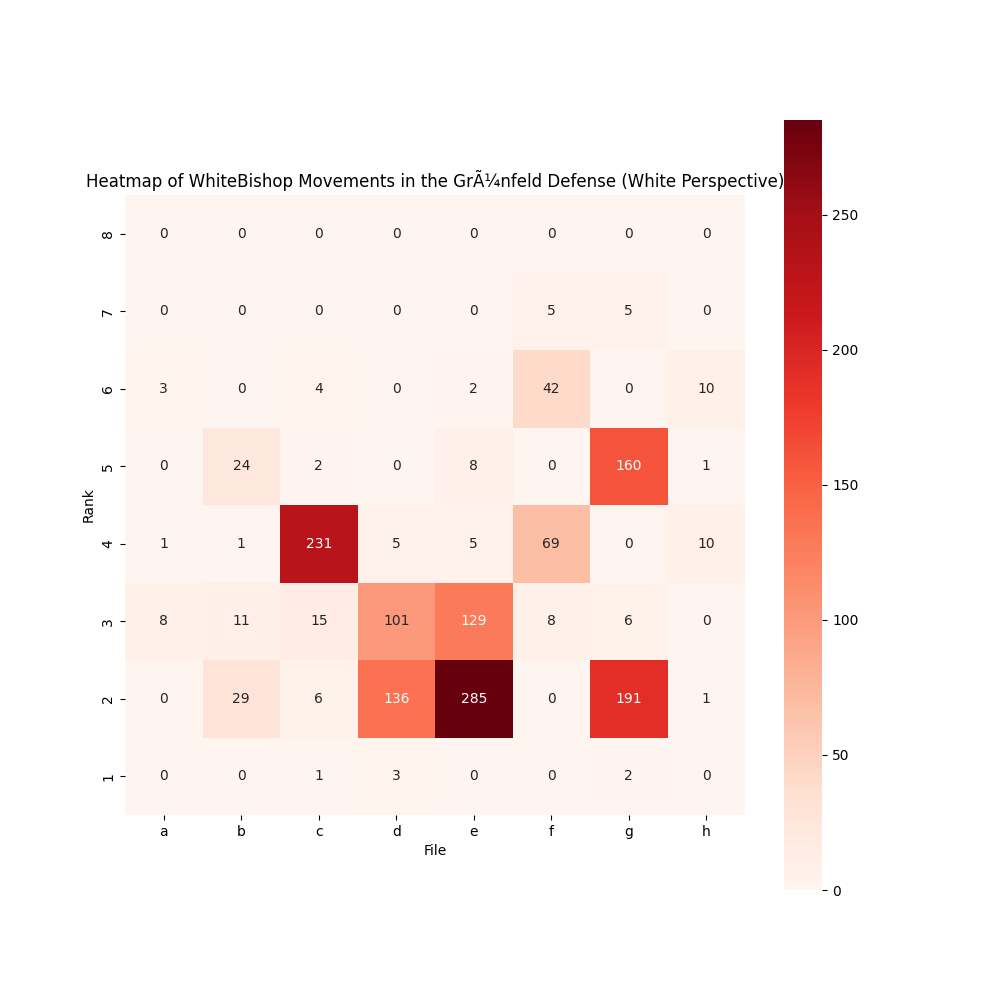 Heatmap of WhiteBishop Movements in the GrÃ¼nfeld Defense (White Perspective)
8 0 0 0 0 0 0 0 0
7 0 0 0 0 0 5 5 0
6 3 0 4 0 2 42 0 10
5 0 24 2 0 8 0 160 1
4 1 1 231 5 5 69 0 10
3 8 11 15 101 129 8 6 0
2 0 29 6 136 285 0 191 1
1 0 0 1 3 0 0 2 0
a b c d e f g h
File
Rank
250
200
150
100
50
0